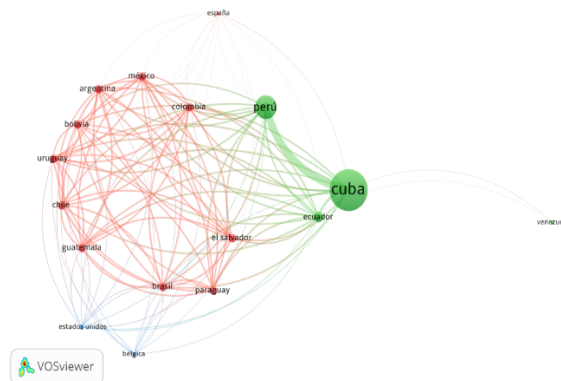 españa
méxico
argentina
colombia
perú
bolivia
uruguay
cuba
chile
ecuador
venezu
el salvador
guatemala
brasil
paraguay
estados unidos
bélgica
VOSviewer